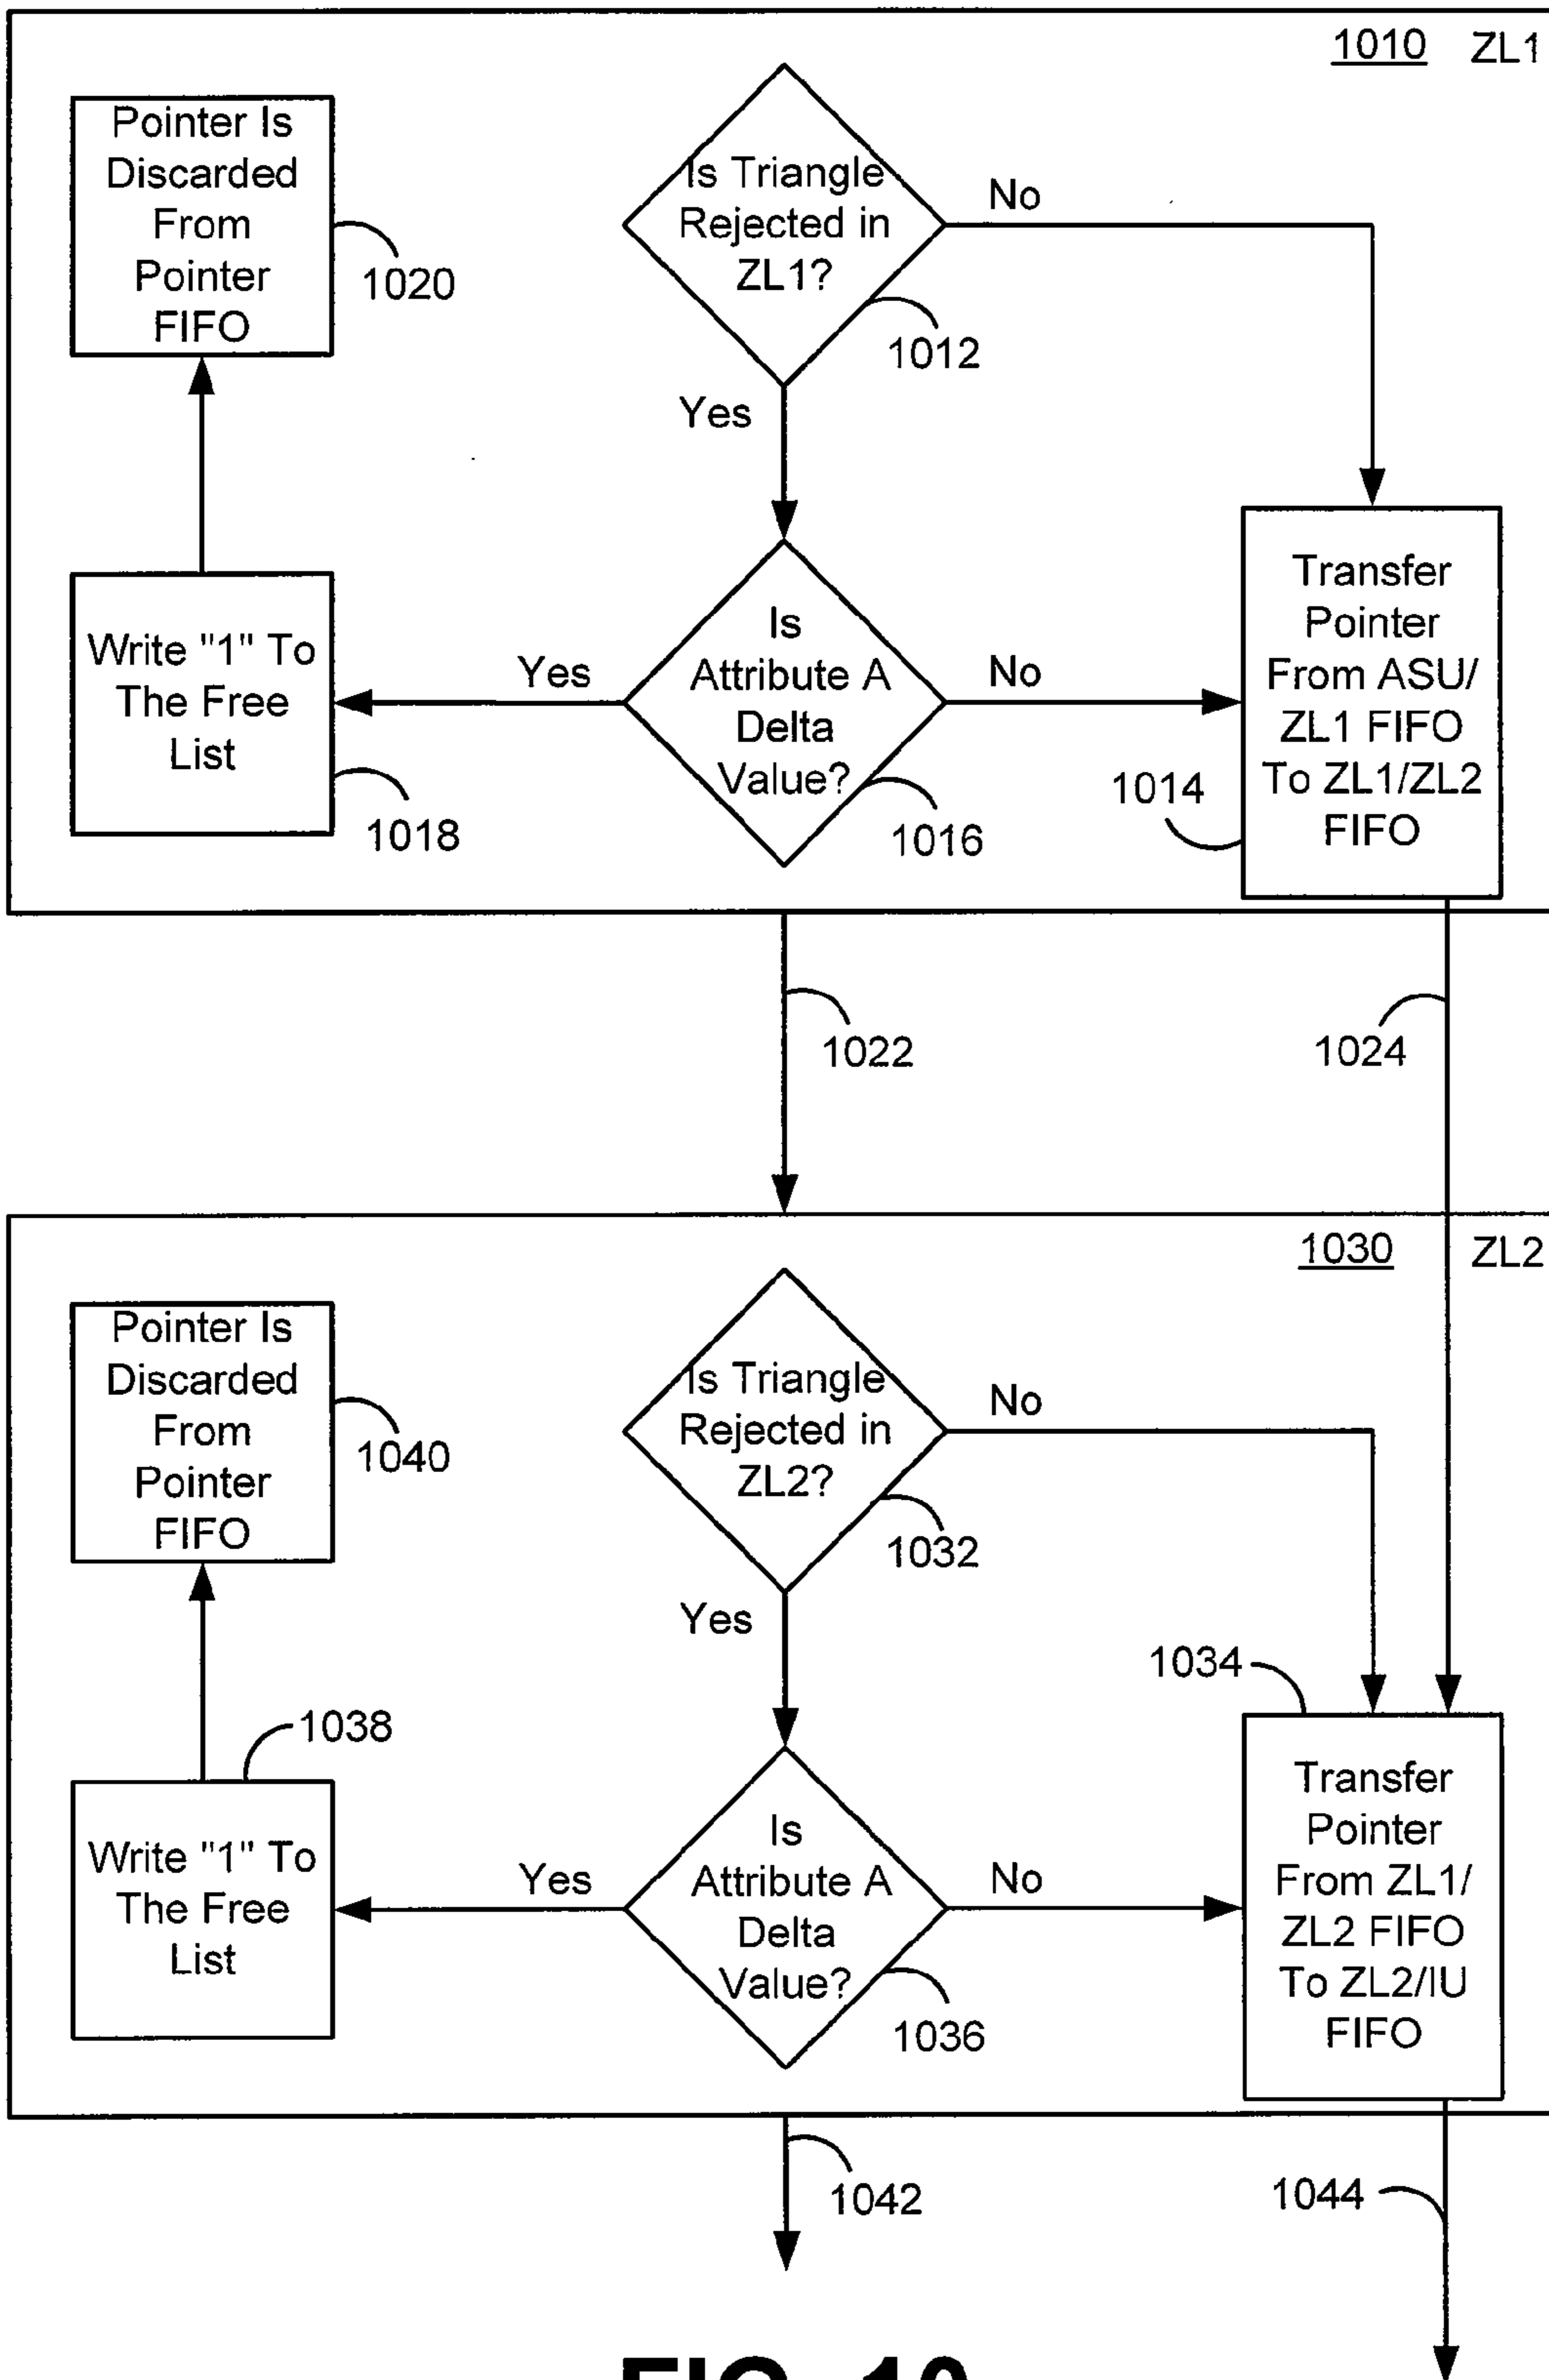 1010 ZL1
Pointer Is
Discarded
From
Pointer
FIFO
1020
Is Triangle
Rejected in
ZL1?
1012
No
Yes
Write "1" To
The Free
List
1018
Yes
Is
Attribute A
Delta
Value?
1016
No
Transfer
Pointer
From ASU/
ZL1 FIFO
To ZL1/ZL2
FIFO
1014
1022
1024
1030 ZL2
Pointer Is
Discarded
From
Pointer
FIFO
1040
Is Triangle
Rejected in
ZL2?
1032
No
Yes
1034
1038
Write "1" To
The Free
List
Yes
Is
Attribute A
Delta
Value?
1036
No
Transfer
Pointer
From ZL1/
ZL2 FIFO
To ZL2/IU
FIFO
1042
1044
FIG. 10